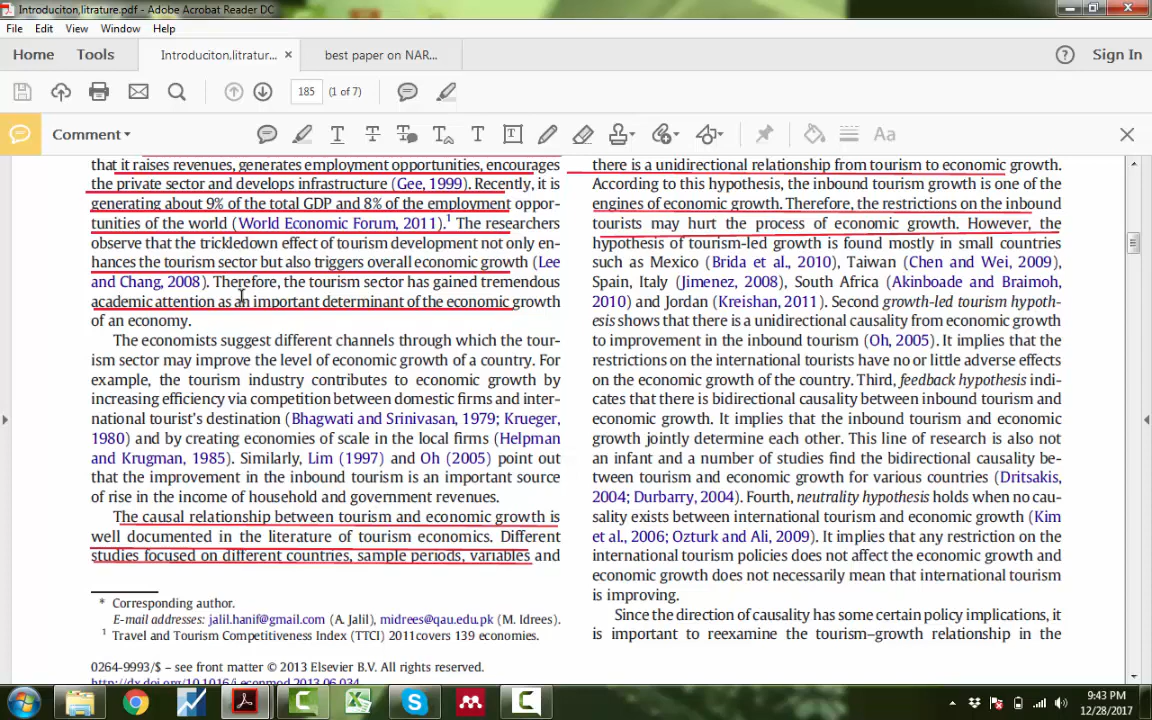 Introduciton,litrature.pdf - Adobe Acrobat Reader DC
File Edit View Window Help
Home Tools Introduciton,litratur... × best paper on NAR... Sign In
185 (1 of 7)
Comment
that it raises revenues, generates employment opportunities, encourages
the private sector and develops infrastructure (Gee, 1999). Recently, it is
generating about 9% of the total GDP and 8% of the employment oppor-
tunities of the world (World Economic Forum, 2011).1 The researchers
observe that the trickledown effect of tourism development not only en-
hances the tourism sector but also triggers overall economic growth (Lee
and Chang, 2008). Therefore, the tourism sector has gained tremendous
academic attention as an important determinant of the economic growth
of an economy.
The economists suggest different channels through which the tour-
ism sector may improve the level of economic growth of a country. For
example, the tourism industry contributes to economic growth by
increasing efficiency via competition between domestic firms and inter-
national tourist's destination (Bhagwati and Srinivasan, 1979; Krueger,
1980) and by creating economies of scale in the local firms (Helpman
and Krugman, 1985). Similarly, Lim (1997) and Oh (2005) point out
that the improvement in the inbound tourism is an important source
of rise in the income of household and government revenues.
The causal relationship between tourism and economic growth is
well documented in the literature of tourism economics. Different
studies focused on different countries, sample periods, variables and
* Corresponding author.
E-mail addresses: jalil.hanif@gmail.com (A. Jalil), midrees@qau.edu.pk (M. Idrees).
1 Travel and Tourism Competitiveness Index (TTCI) 2011covers 139 economies.
0264-9993/$ – see front matter © 2013 Elsevier B.V. All rights reserved.
http://dx.doi.org/10.1016/j.econmod.2013.06.034
there is a unidirectional relationship from tourism to economic growth.
According to this hypothesis, the inbound tourism growth is one of the
engines of economic growth. Therefore, the restrictions on the inbound
tourists may hurt the process of economic growth. However, the
hypothesis of tourism-led growth is found mostly in small countries
such as Mexico (Brida et al., 2010), Taiwan (Chen and Wei, 2009),
Spain, Italy (Jimenez, 2008), South Africa (Akinboade and Braimoh,
2010) and Jordan (Kreishan, 2011). Second growth-led tourism hypoth-
esis shows that there is a unidirectional causality from economic growth
to improvement in the inbound tourism (Oh, 2005). It implies that the
restrictions on the international tourists have no or little adverse effects
on the economic growth of the country. Third, feedback hypothesis indi-
cates that there is bidirectional causality between inbound tourism and
economic growth. It implies that the inbound tourism and economic
growth jointly determine each other. This line of research is also not
an infant and a number of studies find the bidirectional causality be-
tween tourism and economic growth for various countries (Dritsakis,
2004; Durbarry, 2004). Fourth, neutrality hypothesis holds when no cau-
sality exists between international tourism and economic growth (Kim
et al., 2006; Ozturk and Ali, 2009). It implies that any restriction on the
international tourism policies does not affect the economic growth and
economic growth does not necessarily mean that international tourism
is improving.
Since the direction of causality has some certain policy implications, it
is important to reexamine the tourism–growth relationship in the
9:43 PM
12/28/2017